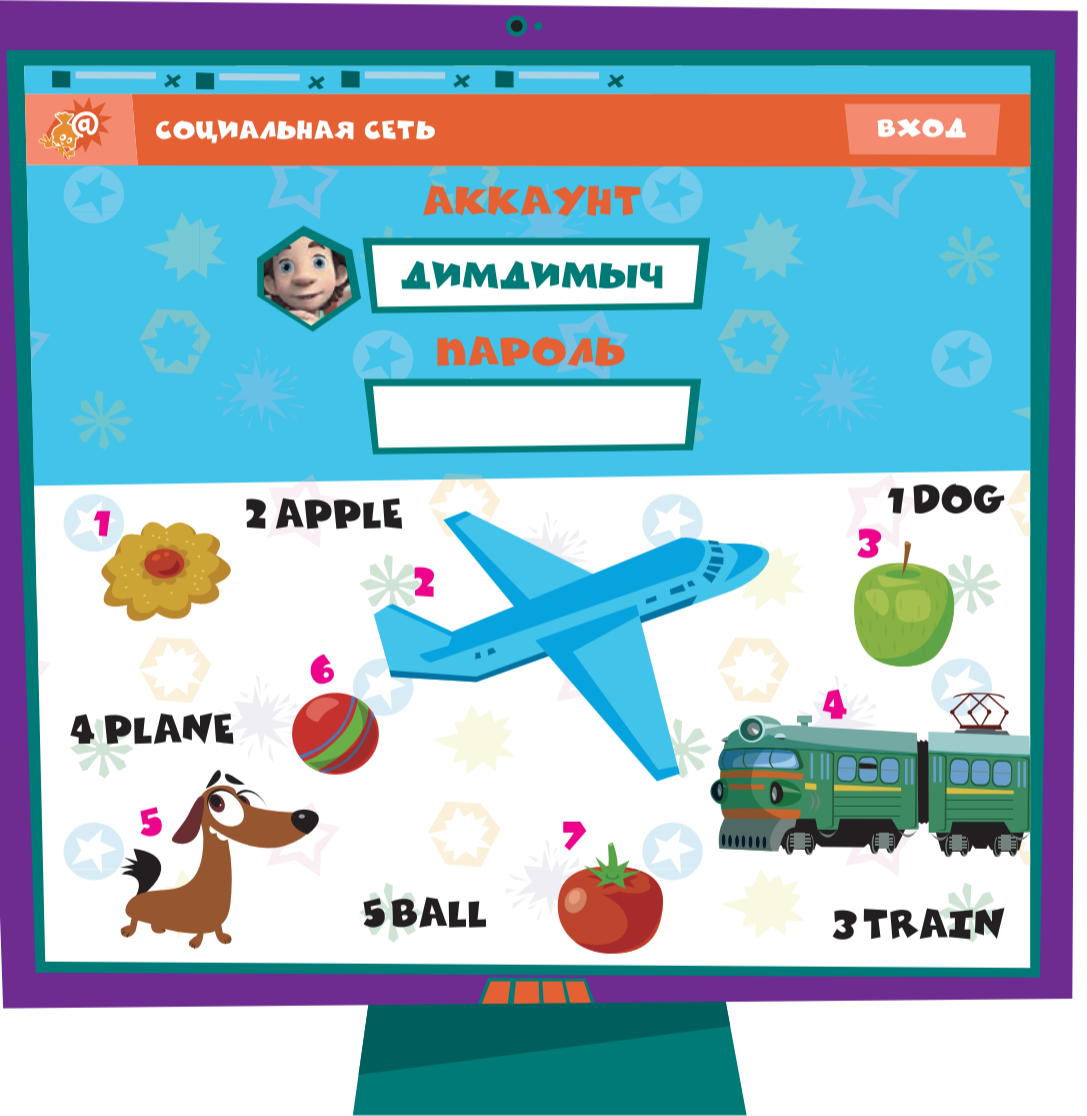 @
СОЦИАЛЬНАЯ СЕТЬ
ВХОД
АККАУНТ
ДИМДИМЫЧ
ПАРОЛЬ
1
2 APPLE
1 DOG
3
2
6
4 PLANE
4
5
7
5 BALL
3 TRAIN